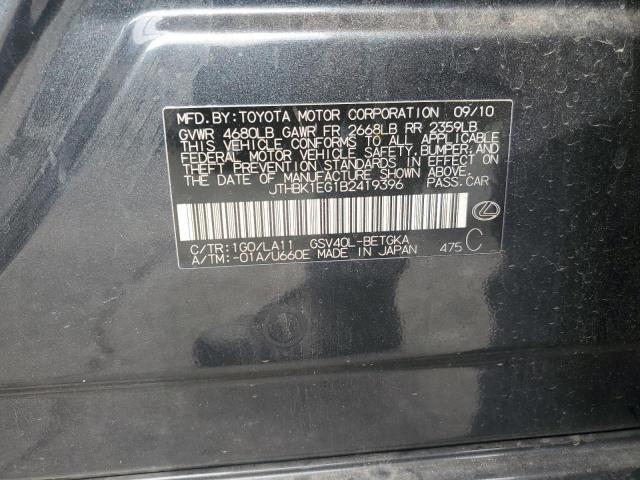 MFD. BY: TOYOTA MOTOR CORPORATION 09/10
GVWR 4680LB GAWR FR 2668LB RR 2359LB
THIS VEHICLE CONFORMS TO ALL APPLICABLE
FEDERAL MOTOR VEHICLE SAFETY, BUMPER, AND
THEFT PREVENTION STANDARDS IN EFFECT ON
THE DATE OF MANUFACTURE SHOWN ABOVE.
JTHBK1EG1B2419396 PASS. CAR
C/TR: 1G0/LA11 GSV40L-BETGKA
A/TM: -01A/U660E MADE IN JAPAN 475 C